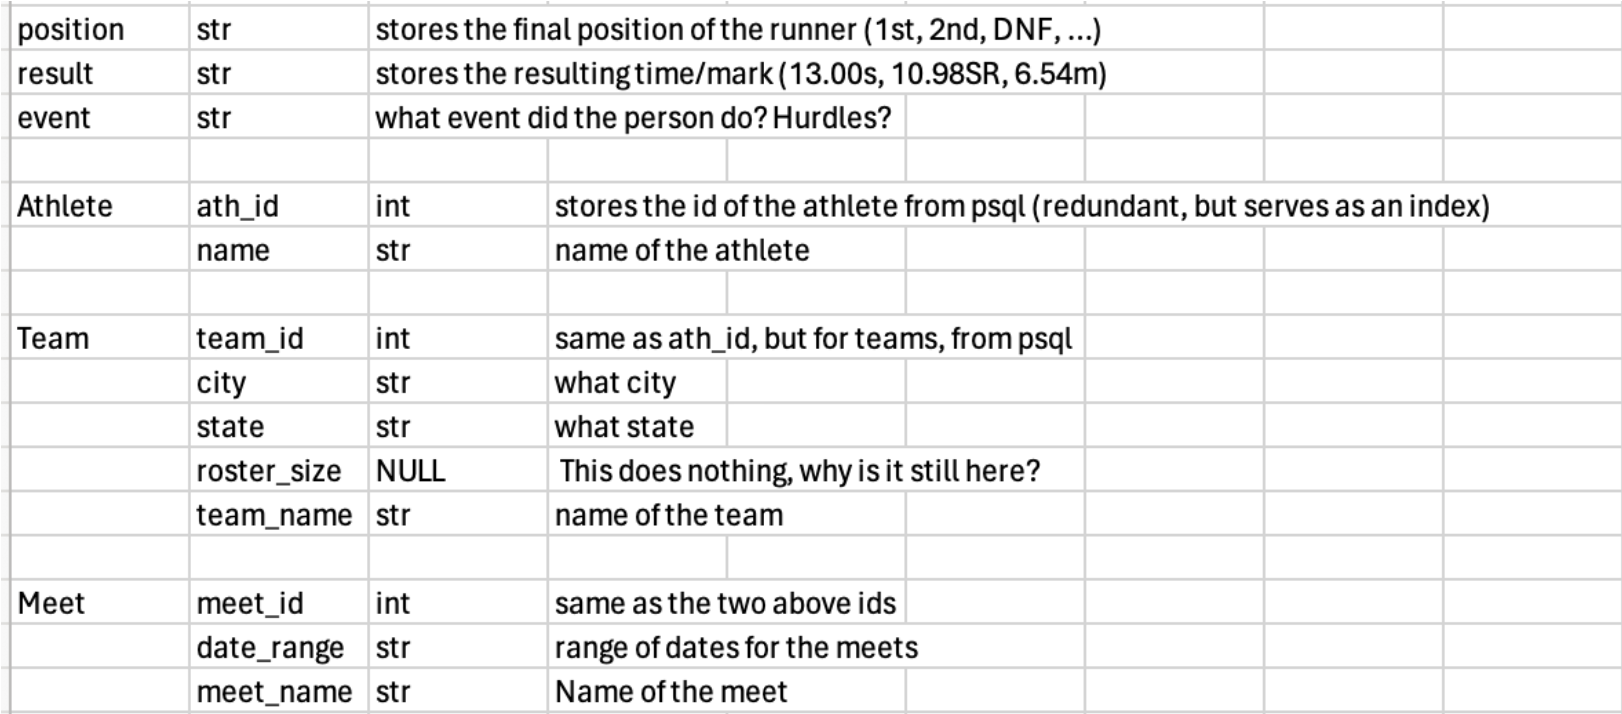 position str stores the final position of the runner (1st, 2nd, DNF, ...)
result str stores the resulting time/mark (13.00s, 10.98SR, 6.54m)
event str what event did the person do? Hurdles?
Athlete ath_id int stores the id of the athlete from psql (redundant, but serves as an index)
name str name of the athlete
Team team_id int same as ath_id, but for teams, from psql
city str what city
state str what state
roster_size NULL This does nothing, why is it still here?
team_name str name of the team
Meet meet_id int same as the two above ids
date_range str range of dates for the meets
meet_name str Name of the meet